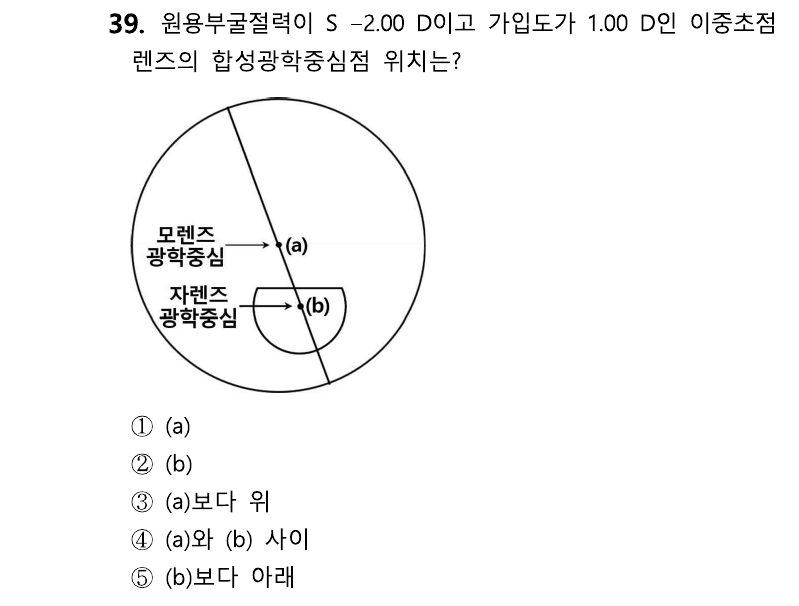 39. 원용부굴절력이 S -2.00 D이고 가입도가 1.00 D인 이중초점
렌즈의 합성광학중심점 위치는?
모렌즈
광학중심
(a)
자렌즈
광학중심
(b)
① (a)
② (b)
③ (a)보다 위
④ (a)와 (b) 사이
⑤ (b)보다 아래